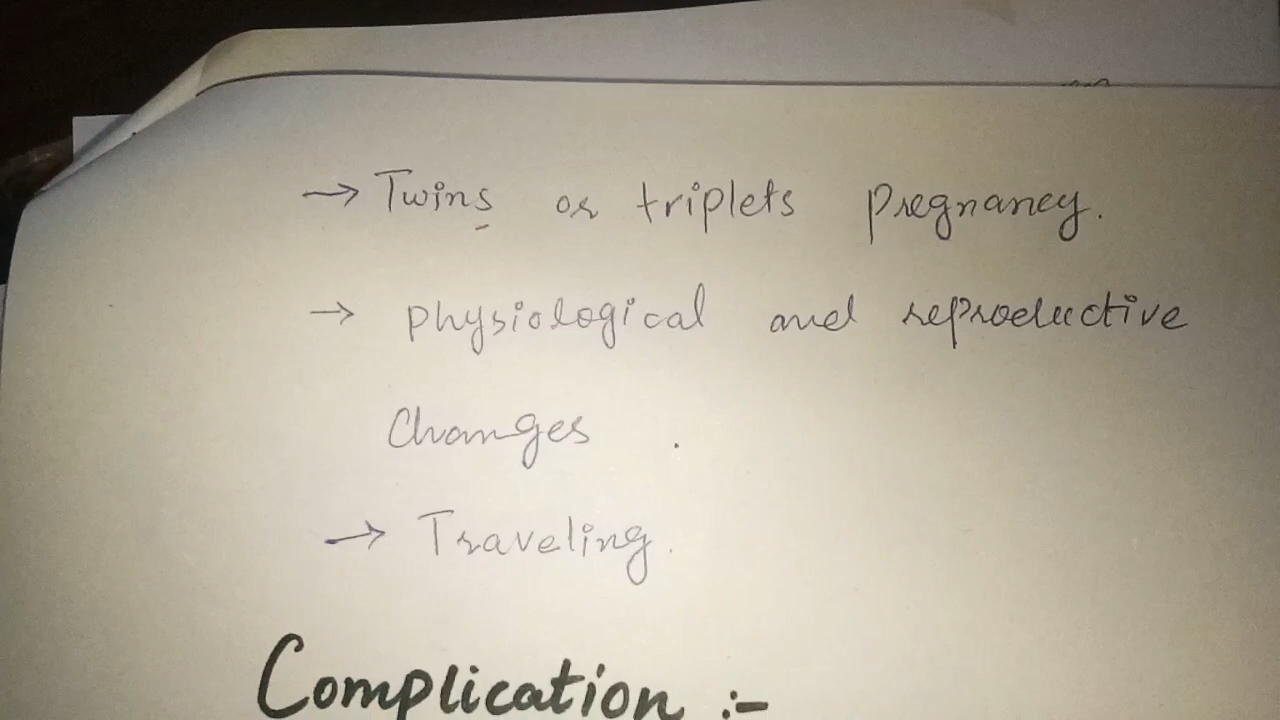 → Twins or triplets pregnancy.
→ physiological and reproductive
Changes .
→ Traveling.
Complication :-